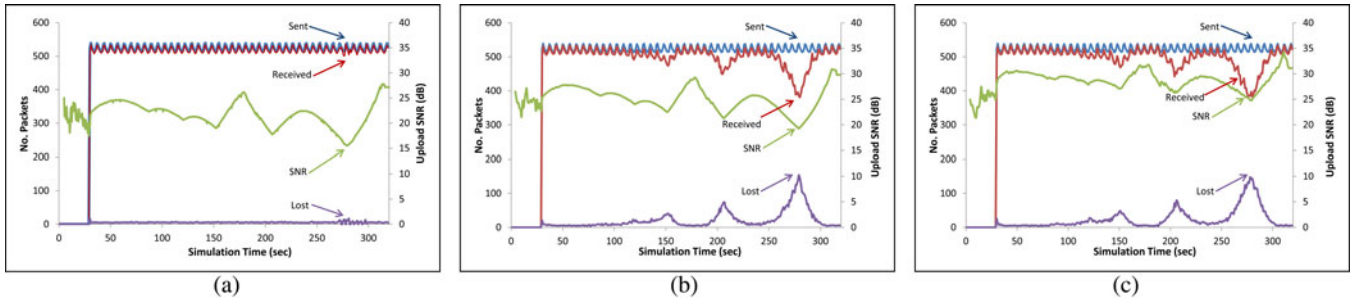 600
500
400
300
200
100
0
No. Packets
0
50
100
150
200
250
300
Simulation Time (sec)
40
35
30
25
20
15
10
5
0
Upload SNR (dB)
Sent
Received
SNR
Lost
(a)
600
500
400
300
200
100
0
No. Packets
0
50
100
150
200
250
300
Simulation Time (sec)
40
35
30
25
20
15
10
5
0
Upload SNR (dB)
Sent
Received
SNR
Lost
(b)
600
500
400
300
200
100
0
No. Packets
0
50
100
150
200
250
300
Simulation Time (sec)
40
35
30
25
20
15
10
5
0
Upload SNR (dB)
Sent
Received
SNR
Lost
(c)